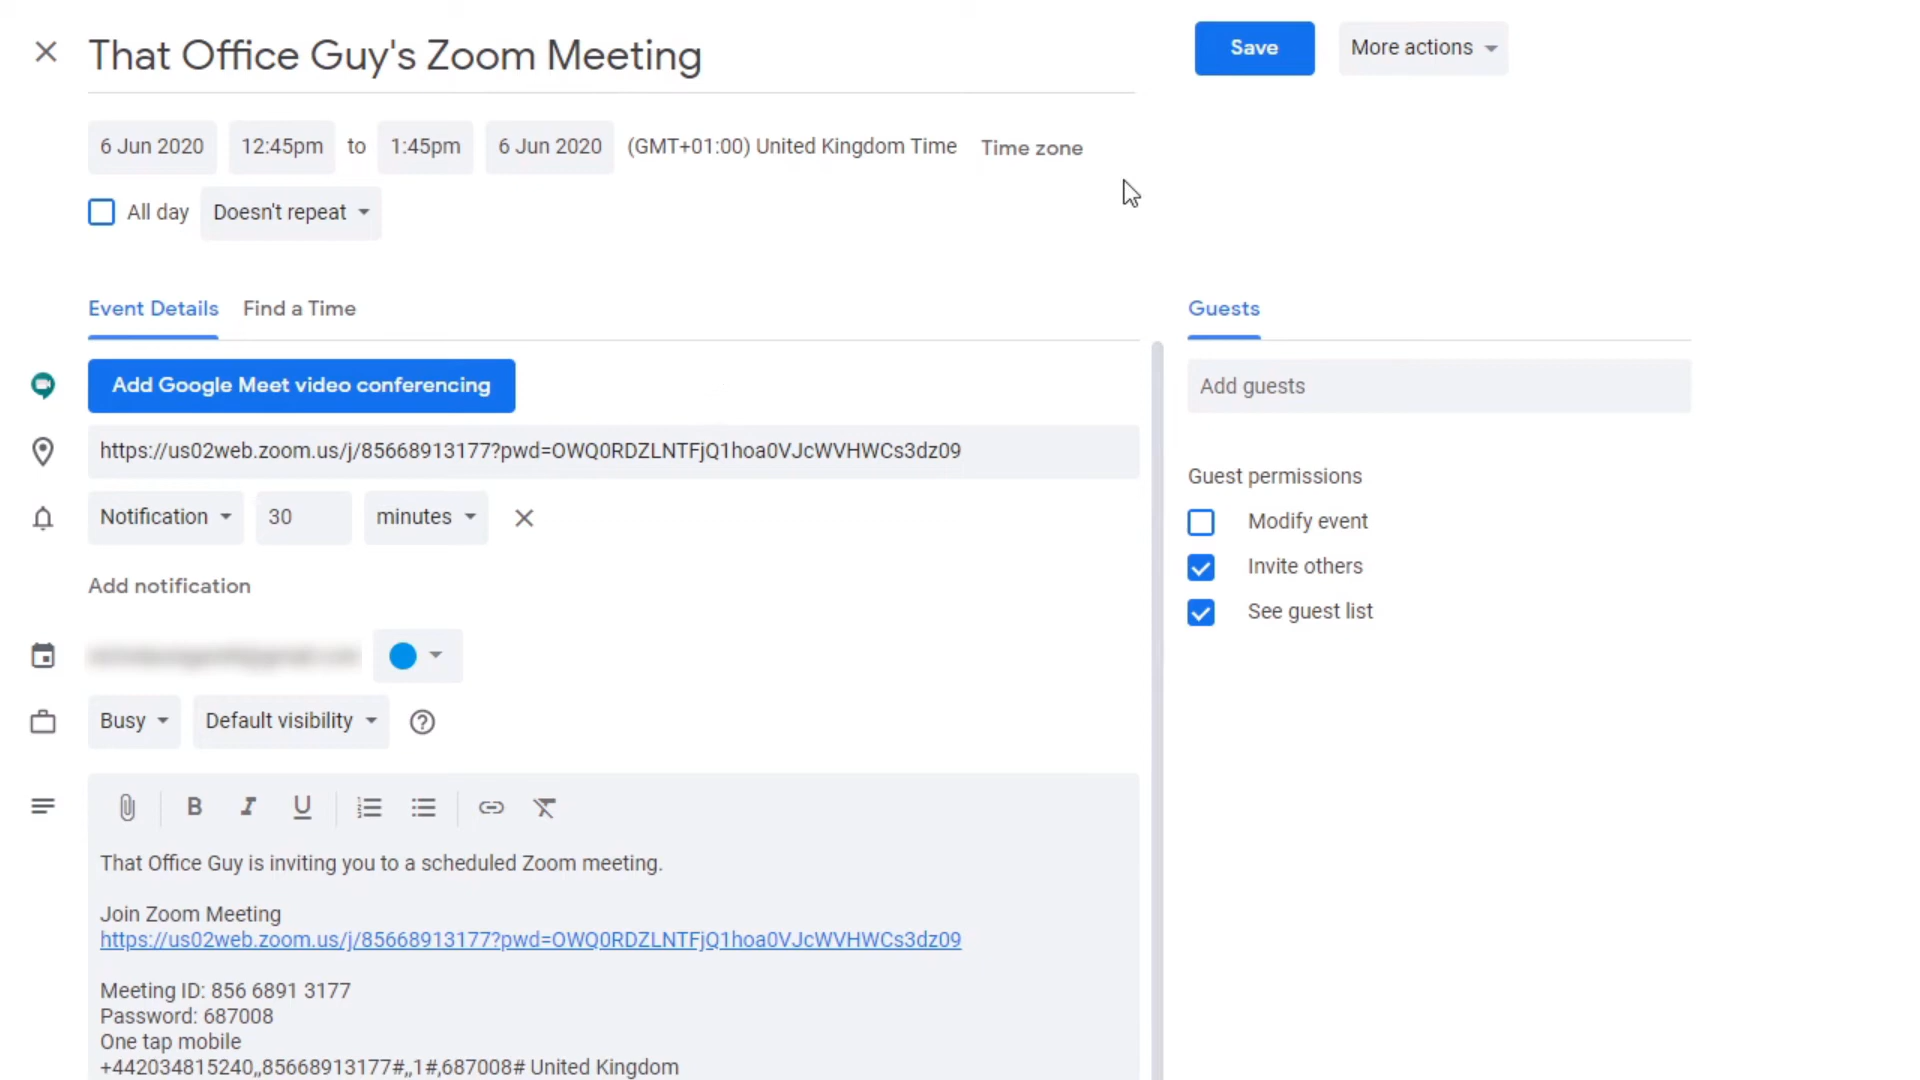 That Office Guy's Zoom Meeting
Save
More actions
6 Jun 2020 12:45pm to 1:45pm 6 Jun 2020 (GMT+01:00) United Kingdom Time Time zone
All day Doesn't repeat
Event Details Find a Time
Guests
Add Google Meet video conferencing
Add guests
https://us02web.zoom.us/j/85668913177?pwd=OWQ0RDZLNTFjQ1hoa0VJcWVHWCs3dz09
Guest permissions
Notification 30 minutes
Modify event
Invite others
Add notification
See guest list
Busy Default visibility
That Office Guy is inviting you to a scheduled Zoom meeting.
Join Zoom Meeting
https://us02web.zoom.us/j/85668913177?pwd=OWQ0RDZLNTFjQ1hoa0VJcWVHWCs3dz09
Meeting ID: 856 6891 3177
Password: 687008
One tap mobile
+442034815240,,85668913177#,,1#,687008# United Kingdom